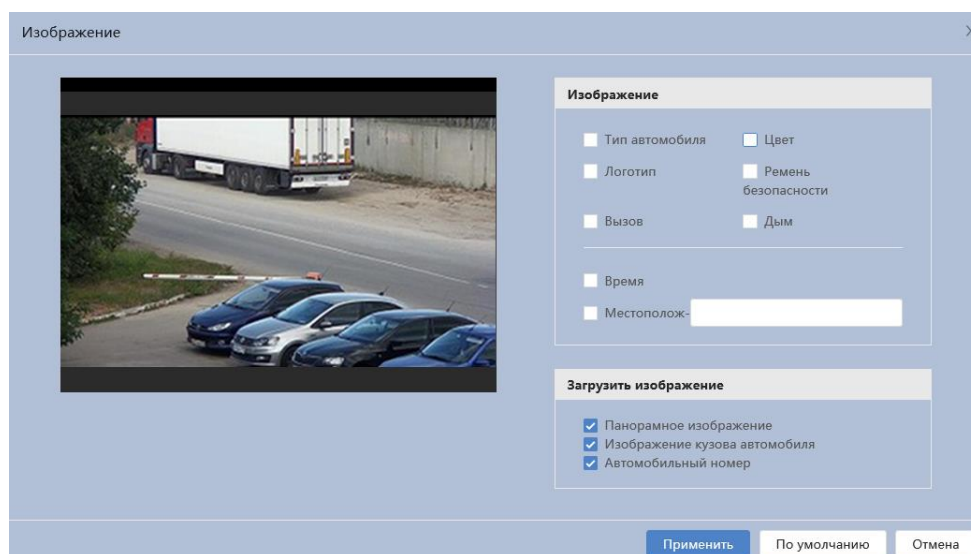 Изображение
Изображение
Тип автомобиля
Цвет
Логотип
Ремень
безопасности
Вызов
Дым
Время
Местополож-
Загрузить изображение
Панорамное изображение
Изображение кузова автомобиля
Автомобильный номер
Применить
По умолчанию
Отмена